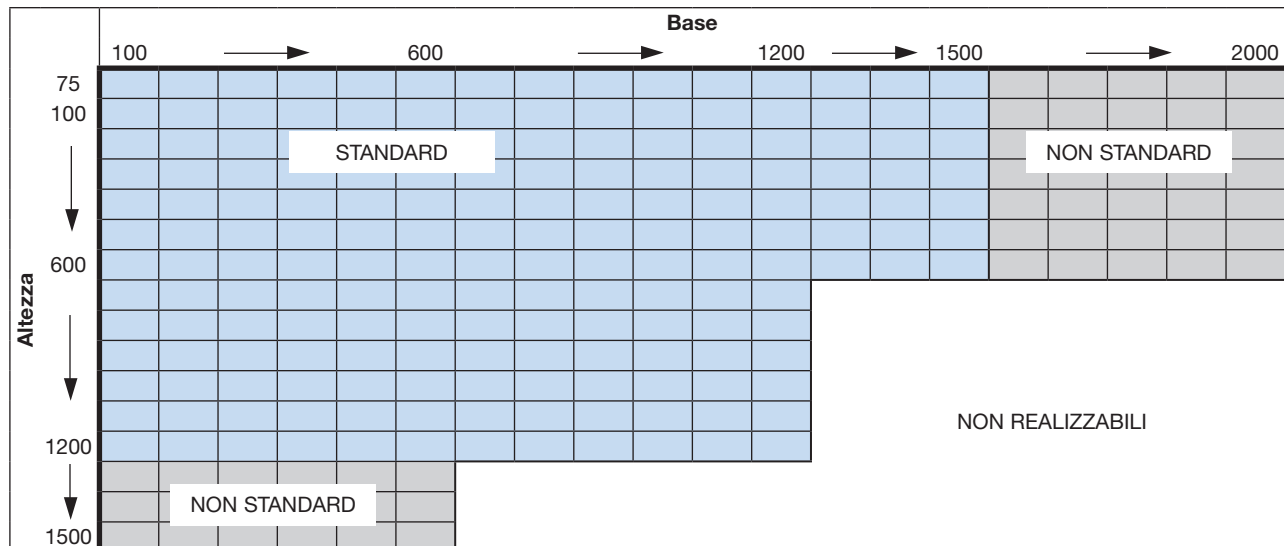 Base
100 600 1200 1500 2000
75
100
STANDARD NON STANDARD
600
Altezza
NON REALIZZABILI
1200
NON STANDARD
1500